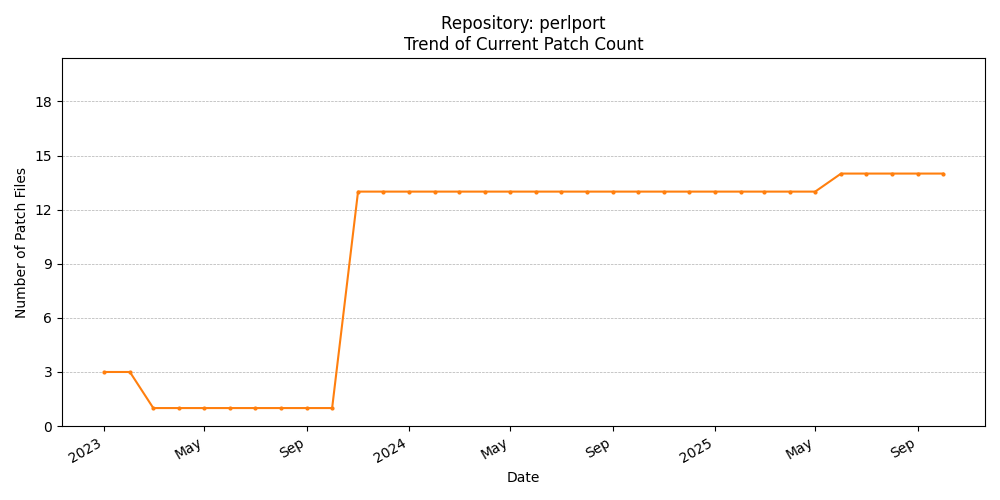 Repository: perlport
Trend of Current Patch Count
Number of Patch Files
18
15
12
9
6
3
0
2023
May
Sep
2024
May
Sep
2025
May
Sep
Date